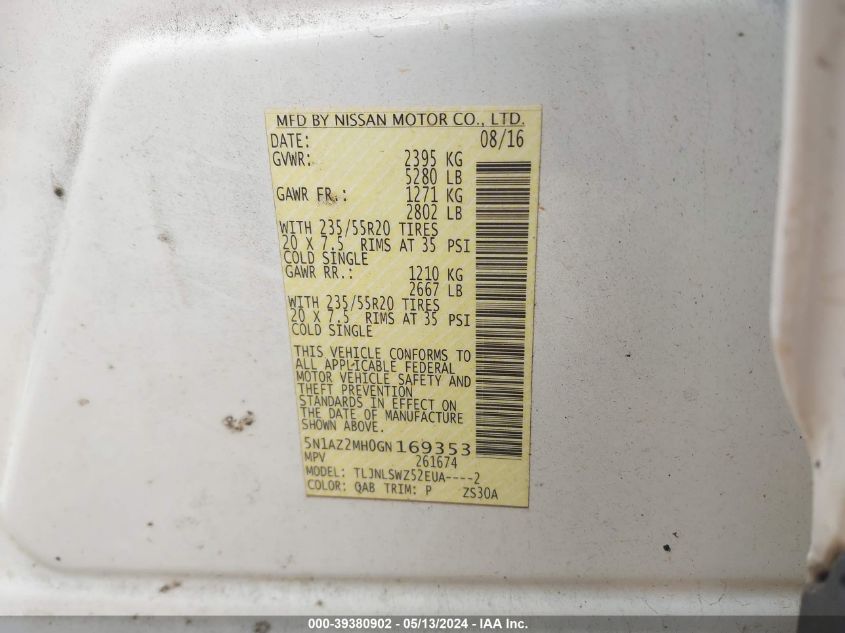 MFD BY NISSAN MOTOR CO., LTD.
DATE: 08/16
GVWR: 2395 KG
5280 LB
GAWR FR.: 1271 KG
2802 LB
WITH 235/55R20 TIRES
20 X 7.5 RIMS AT 35 PSI
COLD SINGLE
GAWR RR.: 1210 KG
2667 LB
WITH 235/55R20 TIRES
20 X 7.5 RIMS AT 35 PSI
COLD SINGLE
THIS VEHICLE CONFORMS TO
ALL APPLICABLE FEDERAL
MOTOR VEHICLE SAFETY AND
THEFT PREVENTION
STANDARDS IN EFFECT ON
THE DATE OF MANUFACTURE
SHOWN ABOVE.
5N1AZ2MH0GN169353
MPV 261674
MODEL: TLJNLSWZ52EUA----2
COLOR: QAB TRIM: P ZS30A
000-39380902 - 05/13/2024 - IAA Inc.